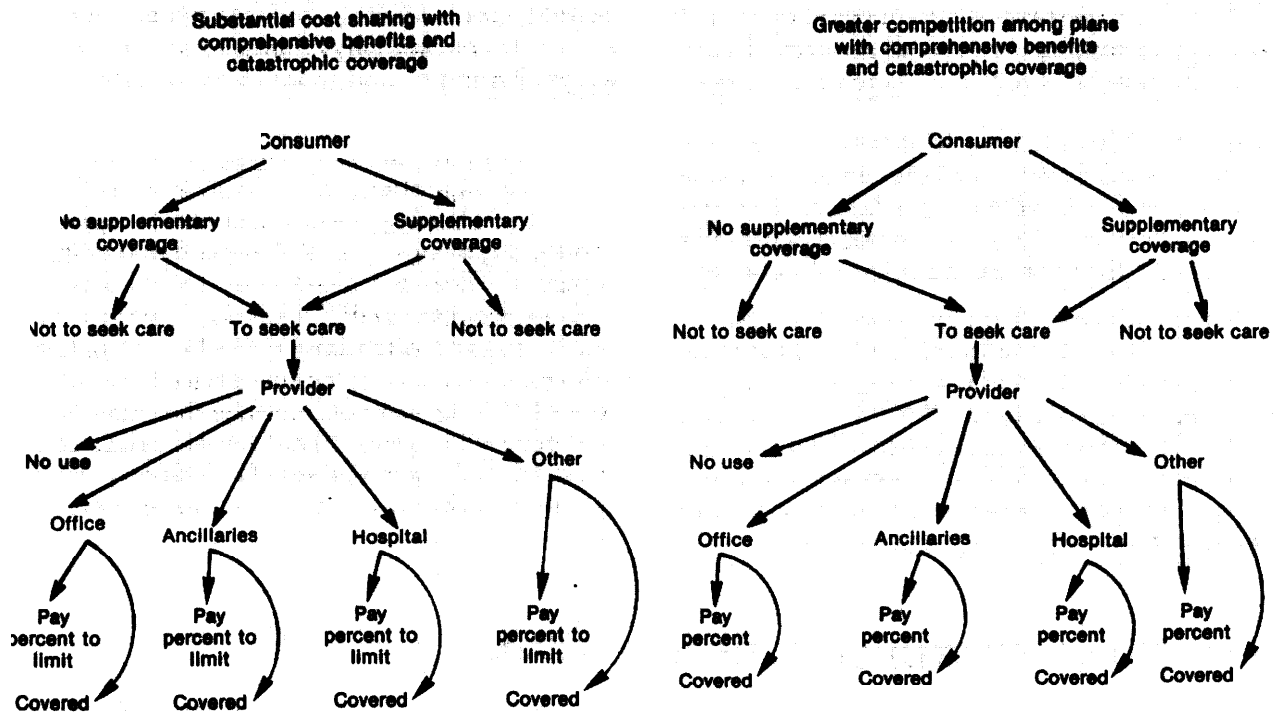 Substantial cost sharing with
comprehensive benefits and
catastrophic coverage
Consumer
No supplementary
coverage
Supplementary
coverage
Not to seek care
To seek care
Not to seek care
Provider
No use
Other
Office
Ancillaries
Hospital
Pay
percent to
limit
Pay
percent to
limit
Pay
percent to
limit
Pay
percent to
limit
Covered
Covered
Covered
Covered
Greater competition among plans
with comprehensive benefits
and catastrophic coverage
Consumer
No supplementary
coverage
Supplementary
coverage
Not to seek care
To seek care
Not to seek care
Provider
No use
Other
Office
Ancillaries
Hospital
Pay
percent
Pay
percent
Pay
percent
Pay
percent
Covered
Covered
Covered
Covered